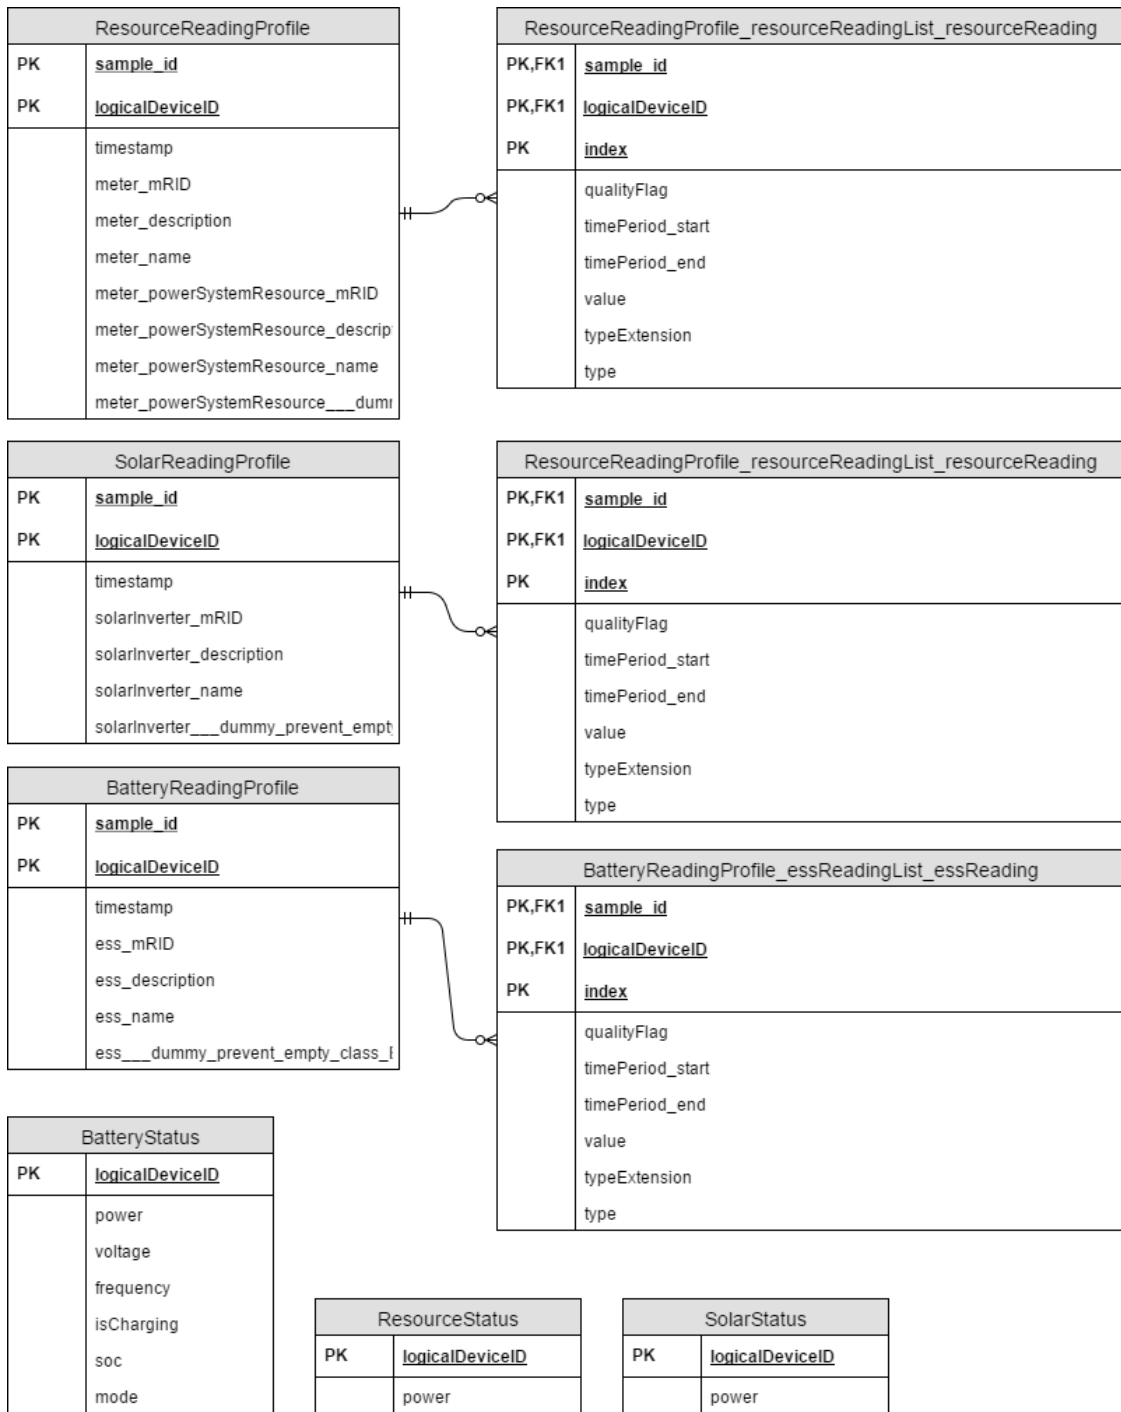 ResourceReadingProfile
PK sample_id
PK logicalDeviceID
timestamp
meter_mRID
meter_description
meter_name
meter_powerSystemResource_mRID
meter_powerSystemResource_descrip
meter_powerSystemResource_name
meter_powerSystemResource___dumr
ResourceReadingProfile_resourceReadingList_resourceReading
PK,FK1 sample_id
PK,FK1 logicalDeviceID
PK index
qualityFlag
timePeriod_start
timePeriod_end
value
typeExtension
type
SolarReadingProfile
PK sample_id
PK logicalDeviceID
timestamp
solarInverter_mRID
solarInverter_description
solarInverter_name
solarInverter___dummy_prevent_empt
ResourceReadingProfile_resourceReadingList_resourceReading
PK,FK1 sample_id
PK,FK1 logicalDeviceID
PK index
qualityFlag
timePeriod_start
timePeriod_end
value
typeExtension
type
BatteryReadingProfile
PK sample_id
PK logicalDeviceID
timestamp
ess_mRID
ess_description
ess_name
ess___dummy_prevent_empty_class_
BatteryReadingProfile_essReadingList_essReading
PK,FK1 sample_id
PK,FK1 logicalDeviceID
PK index
qualityFlag
timePeriod_start
timePeriod_end
value
typeExtension
type
BatteryStatus
PK logicalDeviceID
power
voltage
frequency
isCharging
soc
mode
ResourceStatus
PK logicalDeviceID
power
SolarStatus
PK logicalDeviceID
power